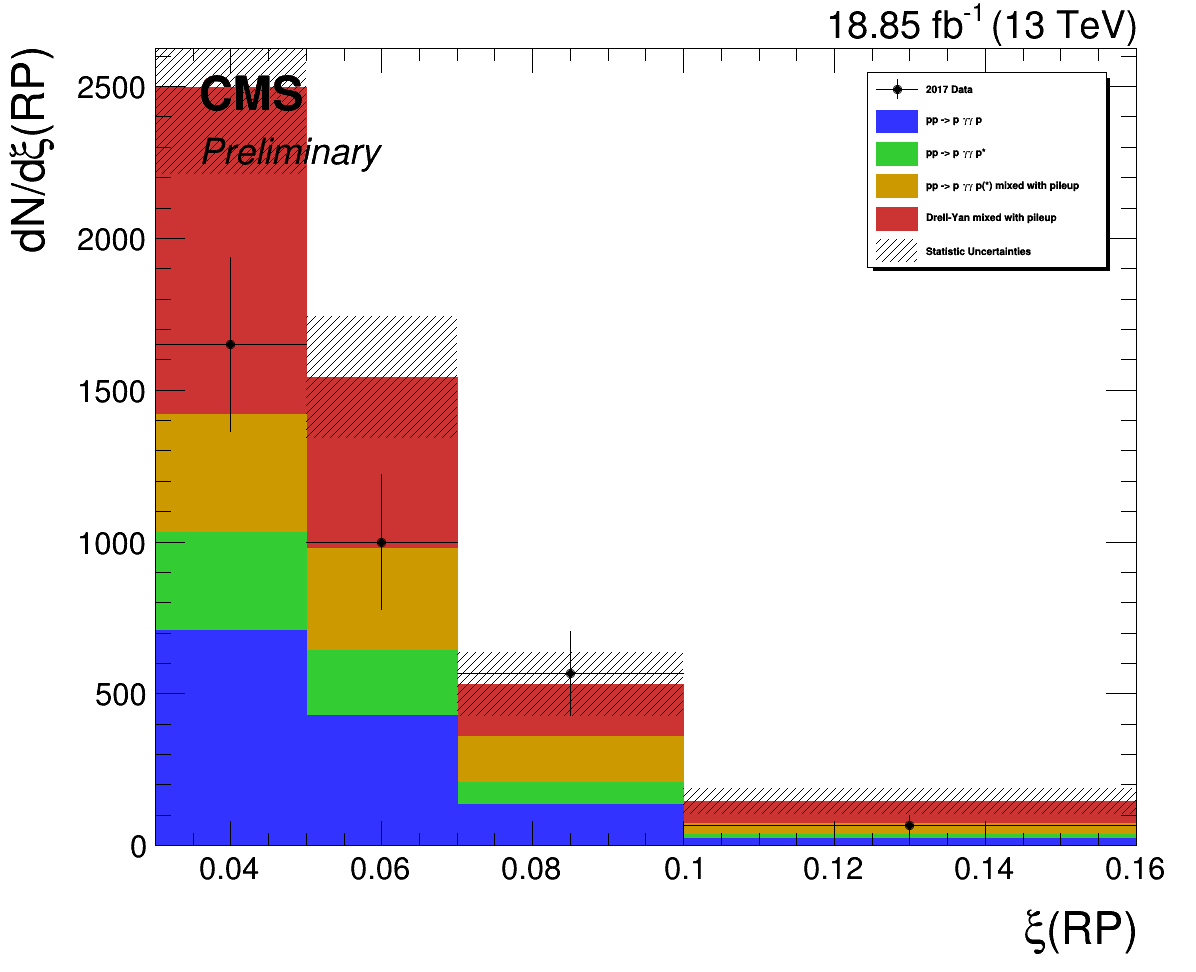 18.85 fb⁻¹ (13 TeV)
dN/dξ(RP)
CMS
Preliminary
2017 Data
pp -> p γγ p
pp -> p γγ p*
pp -> p γγ p(*) mixed with pileup
Drell-Yan mixed with pileup
Statistic Uncertainties
2500
2000
1500
1000
500
0
0.04 0.06 0.08 0.1 0.12 0.14 0.16
ξ(RP)